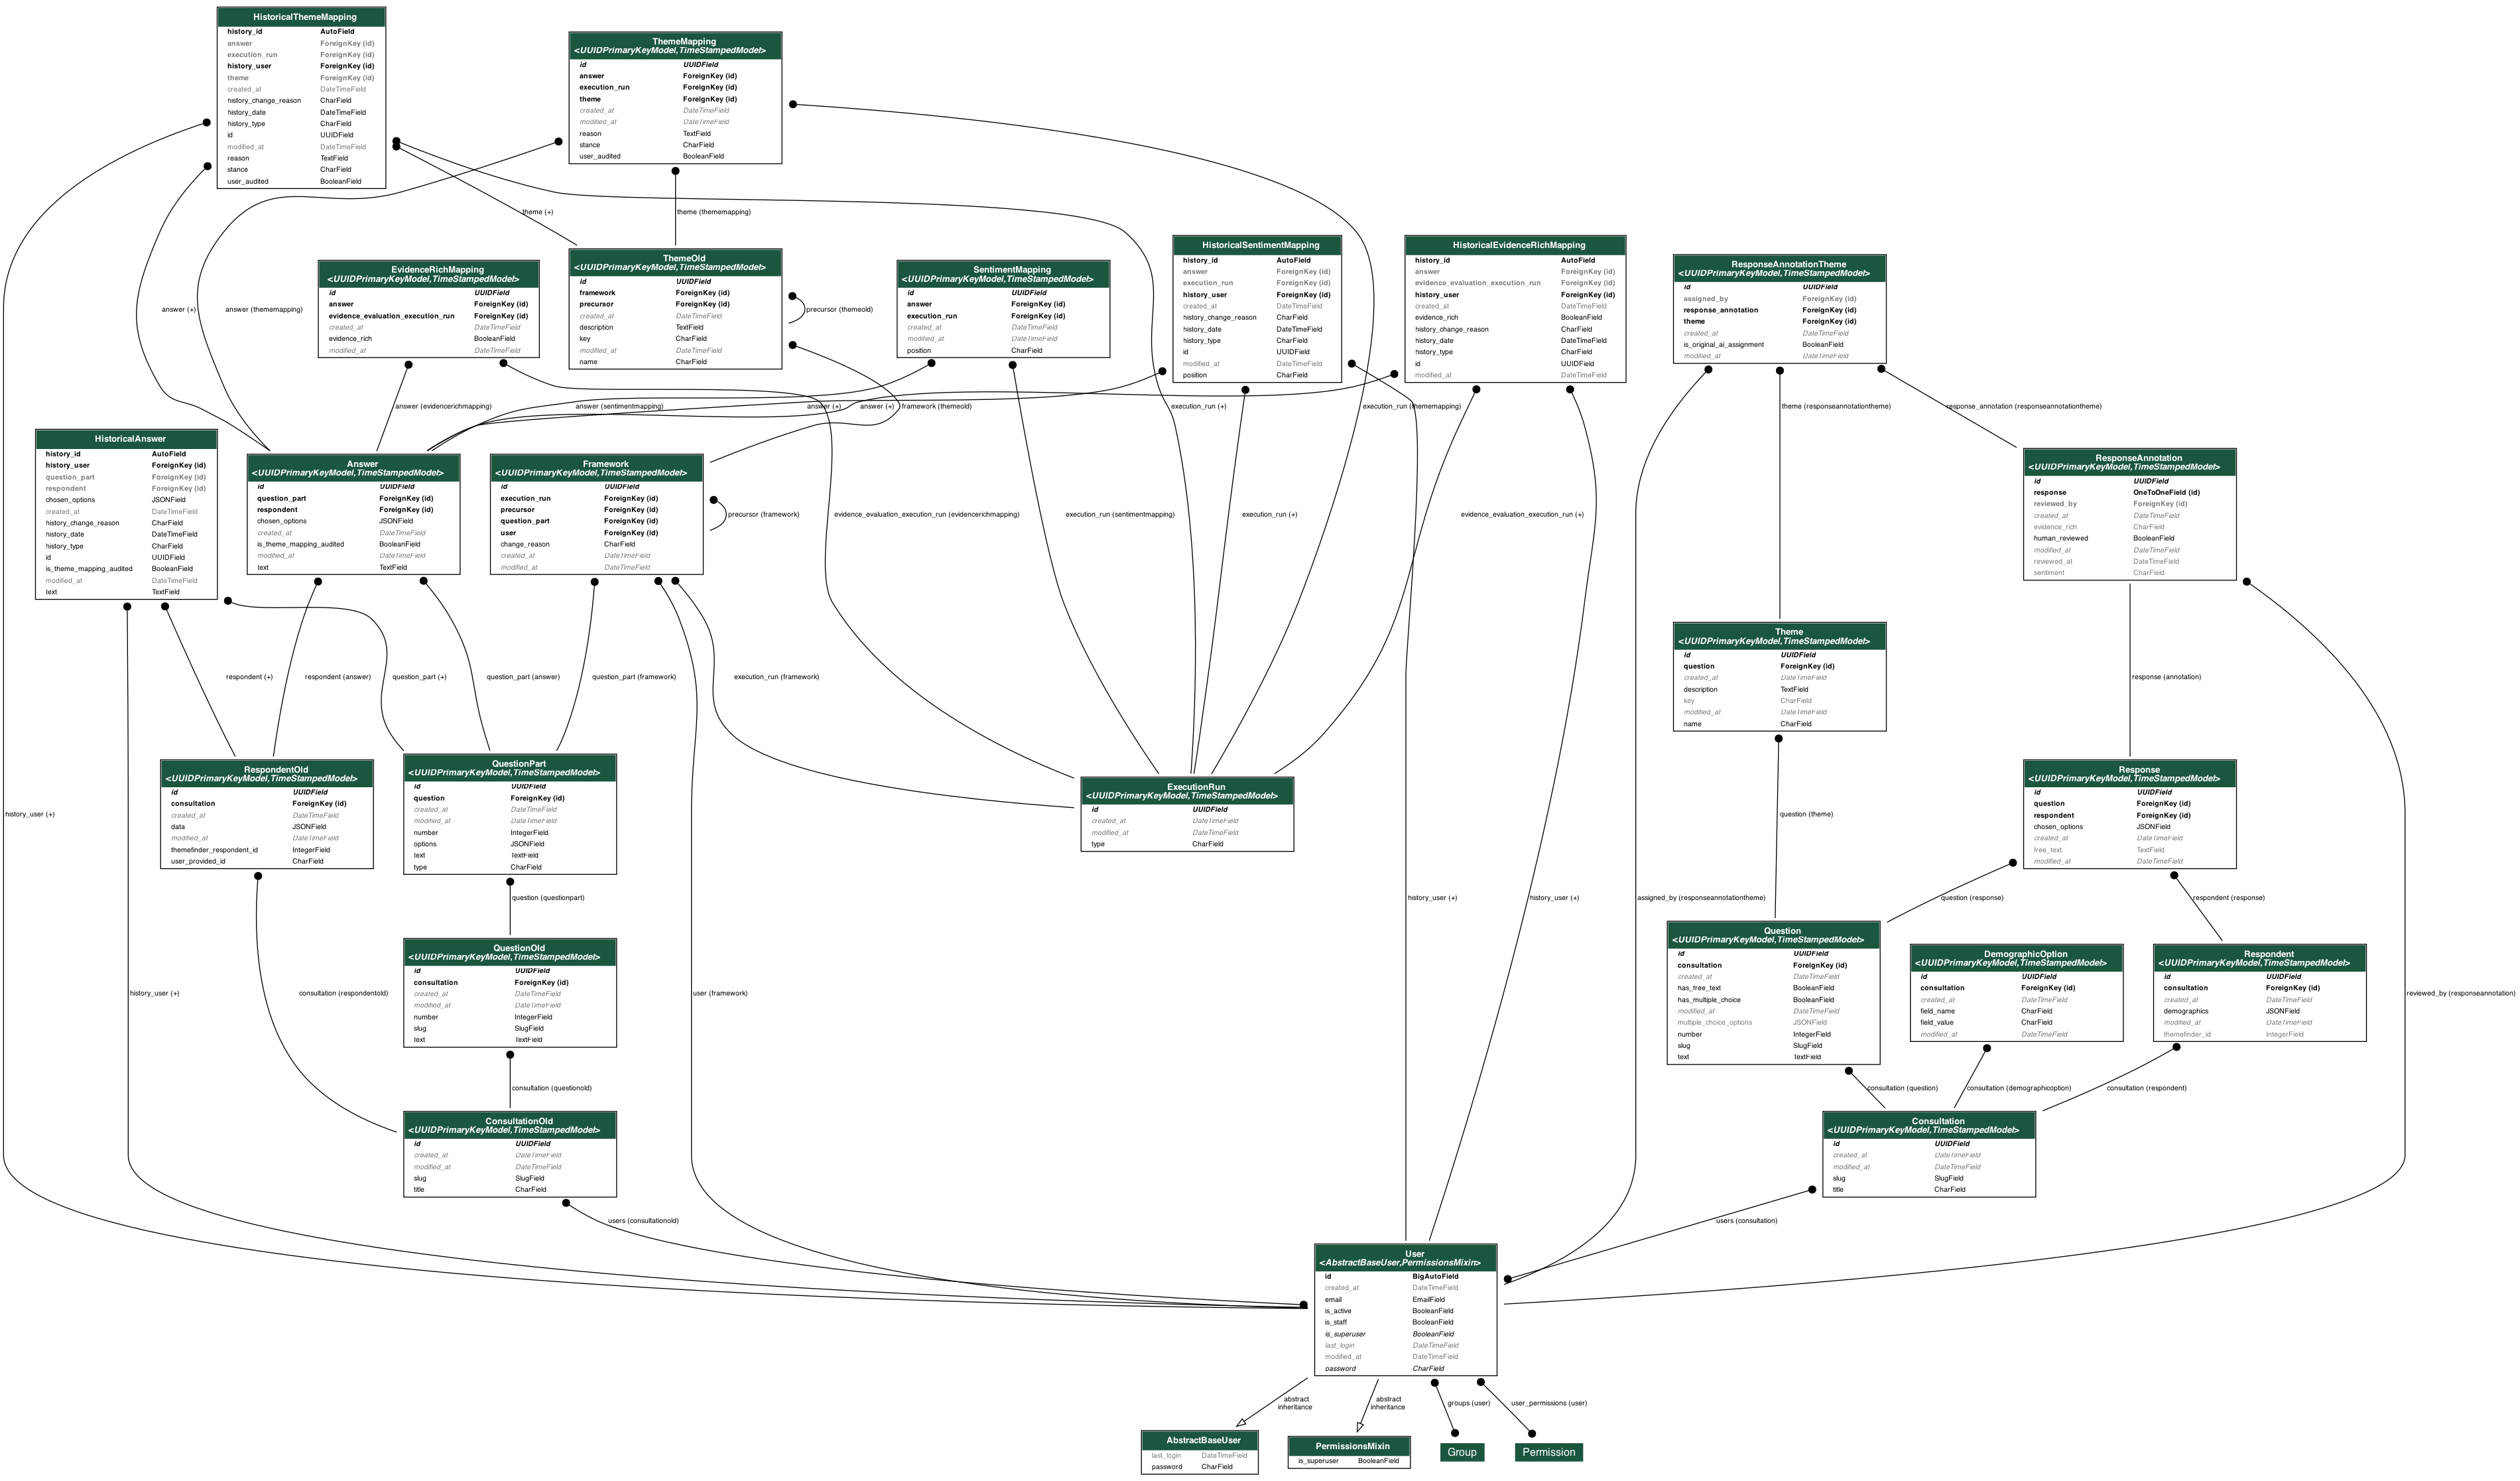 HistoricalThemeMapping
history_id AutoField
answer ForeignKey (id)
execution_run ForeignKey (id)
history_user ForeignKey (id)
theme ForeignKey (id)
created_at DateTimeField
history_change_reason CharField
history_date DateTimeField
history_type CharField
id UUIDField
modified_at DateTimeField
reason TextField
stance CharField
user_audited BooleanField
ThemeMapping
<UUIDPrimaryKeyModel,TimeStampedModel>
id UUIDField
answer ForeignKey (id)
execution_run ForeignKey (id)
theme ForeignKey (id)
created_at DateTimeField
modified_at DateTimeField
reason TextField
stance CharField
user_audited BooleanField
theme (+)
theme (thememapping)
EvidenceRichMapping
<UUIDPrimaryKeyModel,TimeStampedModel>
id UUIDField
answer ForeignKey (id)
evidence_evaluation_execution_run ForeignKey (id)
created_at DateTimeField
evidence_rich BooleanField
modified_at DateTimeField
ThemeOld
<UUIDPrimaryKeyModel,TimeStampedModel>
id UUIDField
framework ForeignKey (id)
precursor ForeignKey (id)
created_at DateTimeField
description TextField
key CharField
modified_at DateTimeField
name CharField
precursor (themeold)
SentimentMapping
<UUIDPrimaryKeyModel,TimeStampedModel>
id UUIDField
answer ForeignKey (id)
execution_run ForeignKey (id)
created_at DateTimeField
modified_at DateTimeField
position CharField
HistoricalSentimentMapping
history_id AutoField
answer ForeignKey (id)
execution_run ForeignKey (id)
history_user ForeignKey (id)
created_at DateTimeField
history_change_reason CharField
history_date DateTimeField
history_type CharField
id UUIDField
modified_at DateTimeField
position CharField
HistoricalEvidenceRichMapping
history_id AutoField
answer ForeignKey (id)
evidence_evaluation_execution_run ForeignKey (id)
history_user ForeignKey (id)
created_at DateTimeField
evidence_rich BooleanField
history_change_reason CharField
history_date DateTimeField
history_type CharField
id UUIDField
modified_at DateTimeField
ResponseAnnotationTheme
<UUIDPrimaryKeyModel,TimeStampedModel>
id UUIDField
assigned_by ForeignKey (id)
response_annotation ForeignKey (id)
theme ForeignKey (id)
created_at DateTimeField
is_original_ai_assignment BooleanField
modified_at DateTimeField
answer (+)
answer (thememapping)
answer (evidencerichmapping)
answer (sentimentmapping)
answer (+)
answer (+)
framework (themeold)
execution_run (+)
execution_run (thememapping)
theme (responseannotationtheme)
response_annotation (responseannotationtheme)
HistoricalAnswer
history_id AutoField
history_user ForeignKey (id)
question_part ForeignKey (id)
respondent ForeignKey (id)
chosen_options JSONField
created_at DateTimeField
history_change_reason CharField
history_date DateTimeField
history_type CharField
id UUIDField
is_theme_mapping_audited BooleanField
modified_at DateTimeField
text TextField
Answer
<UUIDPrimaryKeyModel,TimeStampedModel>
id UUIDField
question_part ForeignKey (id)
respondent ForeignKey (id)
chosen_options JSONField
created_at DateTimeField
is_theme_mapping_audited BooleanField
modified_at DateTimeField
text TextField
Framework
<UUIDPrimaryKeyModel,TimeStampedModel>
id UUIDField
execution_run ForeignKey (id)
precursor ForeignKey (id)
question_part ForeignKey (id)
user ForeignKey (id)
change_reason CharField
created_at DateTimeField
modified_at DateTimeField
precursor (framework)
evidence_evaluation_execution_run (evidencerichmapping)
execution_run (sentimentmapping)
execution_run (+)
evidence_evaluation_execution_run (+)
ResponseAnnotation
<UUIDPrimaryKeyModel,TimeStampedModel>
id UUIDField
response OneToOneField (id)
reviewed_by ForeignKey (id)
created_at DateTimeField
evidence_rich CharField
human_reviewed BooleanField
modified_at DateTimeField
reviewed_at DateTimeField
sentiment CharField
respondent (+)
respondent (answer)
question_part (+)
question_part (answer)
question_part (framework)
execution_run (framework)
Theme
<UUIDPrimaryKeyModel,TimeStampedModel>
id UUIDField
question ForeignKey (id)
created_at DateTimeField
description TextField
key CharField
modified_at DateTimeField
name CharField
response (annotation)
RespondentOld
<UUIDPrimaryKeyModel,TimeStampedModel>
id UUIDField
consultation ForeignKey (id)
created_at DateTimeField
data JSONField
modified_at DateTimeField
themefinder_respondent_id IntegerField
user_provided_id CharField
QuestionPart
<UUIDPrimaryKeyModel,TimeStampedModel>
id UUIDField
question ForeignKey (id)
created_at DateTimeField
modified_at DateTimeField
number IntegerField
options JSONField
text TextField
type CharField
ExecutionRun
<UUIDPrimaryKeyModel,TimeStampedModel>
id UUIDField
created_at DateTimeField
modified_at DateTimeField
type CharField
Response
<UUIDPrimaryKeyModel,TimeStampedModel>
id UUIDField
question ForeignKey (id)
respondent ForeignKey (id)
chosen_options JSONField
created_at DateTimeField
free_text TextField
modified_at DateTimeField
history_user (+)
question (theme)
question (questionpart)
history_user (+)
history_user (+)
assigned_by (responseannotationtheme)
question (response)
respondent (response)
QuestionOld
<UUIDPrimaryKeyModel,TimeStampedModel>
id UUIDField
consultation ForeignKey (id)
created_at DateTimeField
modified_at DateTimeField
number IntegerField
slug SlugField
text TextField
Question
<UUIDPrimaryKeyModel,TimeStampedModel>
id UUIDField
consultation ForeignKey (id)
created_at DateTimeField
has_free_text BooleanField
has_multiple_choice BooleanField
modified_at DateTimeField
multiple_choice_options JSONField
number IntegerField
slug SlugField
text TextField
DemographicOption
<UUIDPrimaryKeyModel,TimeStampedModel>
id UUIDField
consultation ForeignKey (id)
created_at DateTimeField
field_name CharField
field_value CharField
modified_at DateTimeField
Respondent
<UUIDPrimaryKeyModel,TimeStampedModel>
id UUIDField
consultation ForeignKey (id)
created_at DateTimeField
demographics JSONField
modified_at DateTimeField
themefinder_id IntegerField
history_user (+)
consultation (respondentold)
user (framework)
reviewed_by (responseannotation)
consultation (questionold)
consultation (question)
consultation (demographicoption)
consultation (respondent)
ConsultationOld
<UUIDPrimaryKeyModel,TimeStampedModel>
id UUIDField
created_at DateTimeField
modified_at DateTimeField
slug SlugField
title CharField
Consultation
<UUIDPrimaryKeyModel,TimeStampedModel>
id UUIDField
created_at DateTimeField
modified_at DateTimeField
slug SlugField
title CharField
users (consultationold)
users (consultation)
User
<AbstractBaseUser,PermissionsMixin>
id BigAutoField
created_at DateTimeField
email EmailField
is_active BooleanField
is_staff BooleanField
is_superuser BooleanField
last_login DateTimeField
modified_at DateTimeField
password CharField
abstract
inheritance
abstract
inheritance
groups (user)
user_permissions (user)
AbstractBaseUser
last_login DateTimeField
password CharField
PermissionsMixin
is_superuser BooleanField
Group
Permission